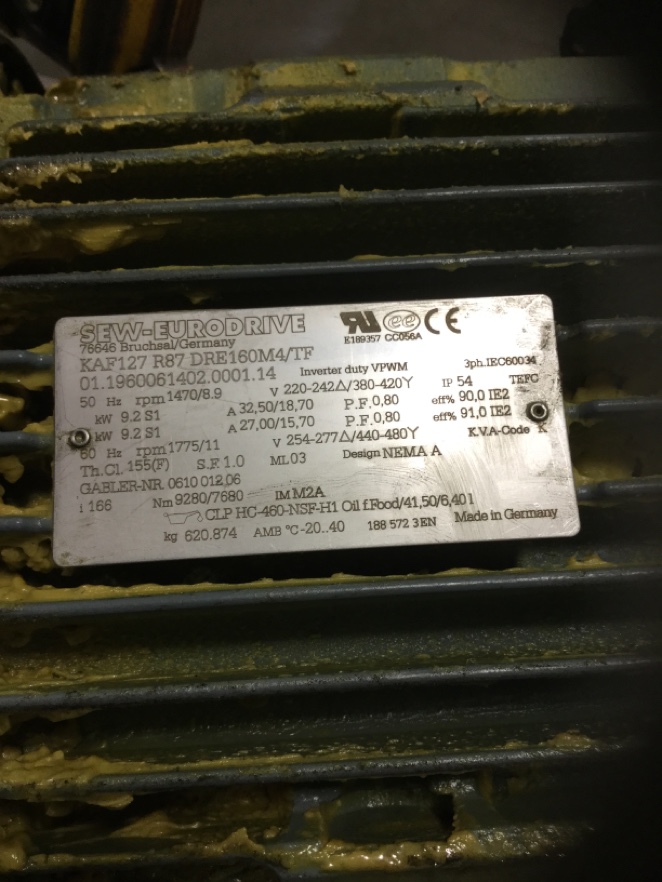 SEW-EURODRIVE
76646 Bruchsal/Germany
E189357 CC056A
KAF127 R87 DRE160M4/TF
01.1960061402.0001.14 Inverter duty VPWM 3ph.IEC60034
50 Hz rpm 1470/8.9 V 220-242△/380-420Y IP 54 TEFC
kW 9.2 S1 A 32,50/18,70 P.F. 0,80 eff% 90,0 IE2
kW 9.2 S1 A 27,00/15,70 P.F. 0,80 eff% 91,0 IE2
60 Hz rpm 1775/11 V 254-277△/440-480Y K.V.A-Code K
Th.Cl. 155(F) S.F. 1.0 ML 03 Design NEMA A
GABLER-NR. 0610 012.06
i 166 Nm 9280/7680 IM M2A
CLP HC-460-NSF-H1 Oil f.Food/41,50/6,40 l
kg 620.874 AMB °C -20..40 188 572 3 EN Made in Germany